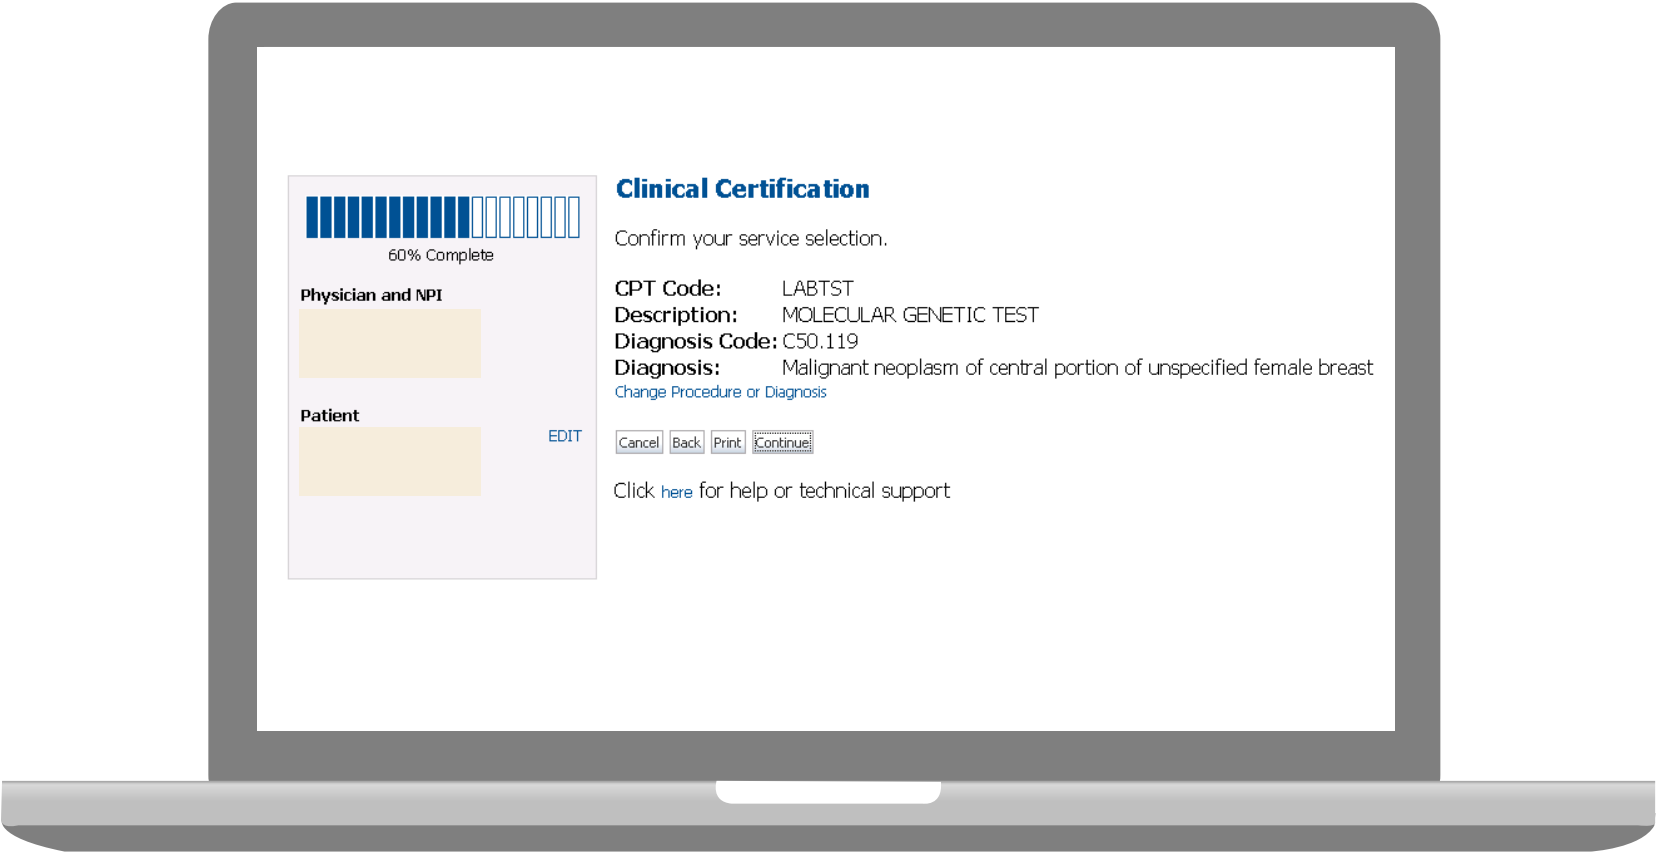 60% Complete
Physician and NPI
Patient
EDIT
Clinical Certification
Confirm your service selection.
CPT Code: LABTST
Description: MOLECULAR GENETIC TEST
Diagnosis Code: C50.119
Diagnosis: Malignant neoplasm of central portion of unspecified female breast
Change Procedure or Diagnosis
Cancel Back Print Continue
Click here for help or technical support